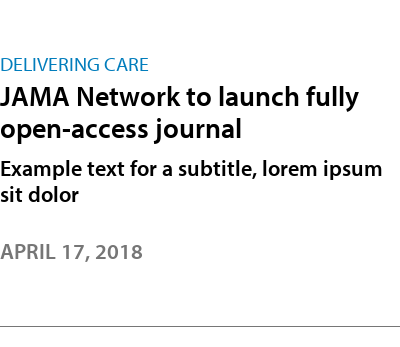 DELIVERING CARE
JAMA Network to launch fully
open-access journal
Example text for a subtitle, lorem ipsum
sit dolor
APRIL 17, 2018